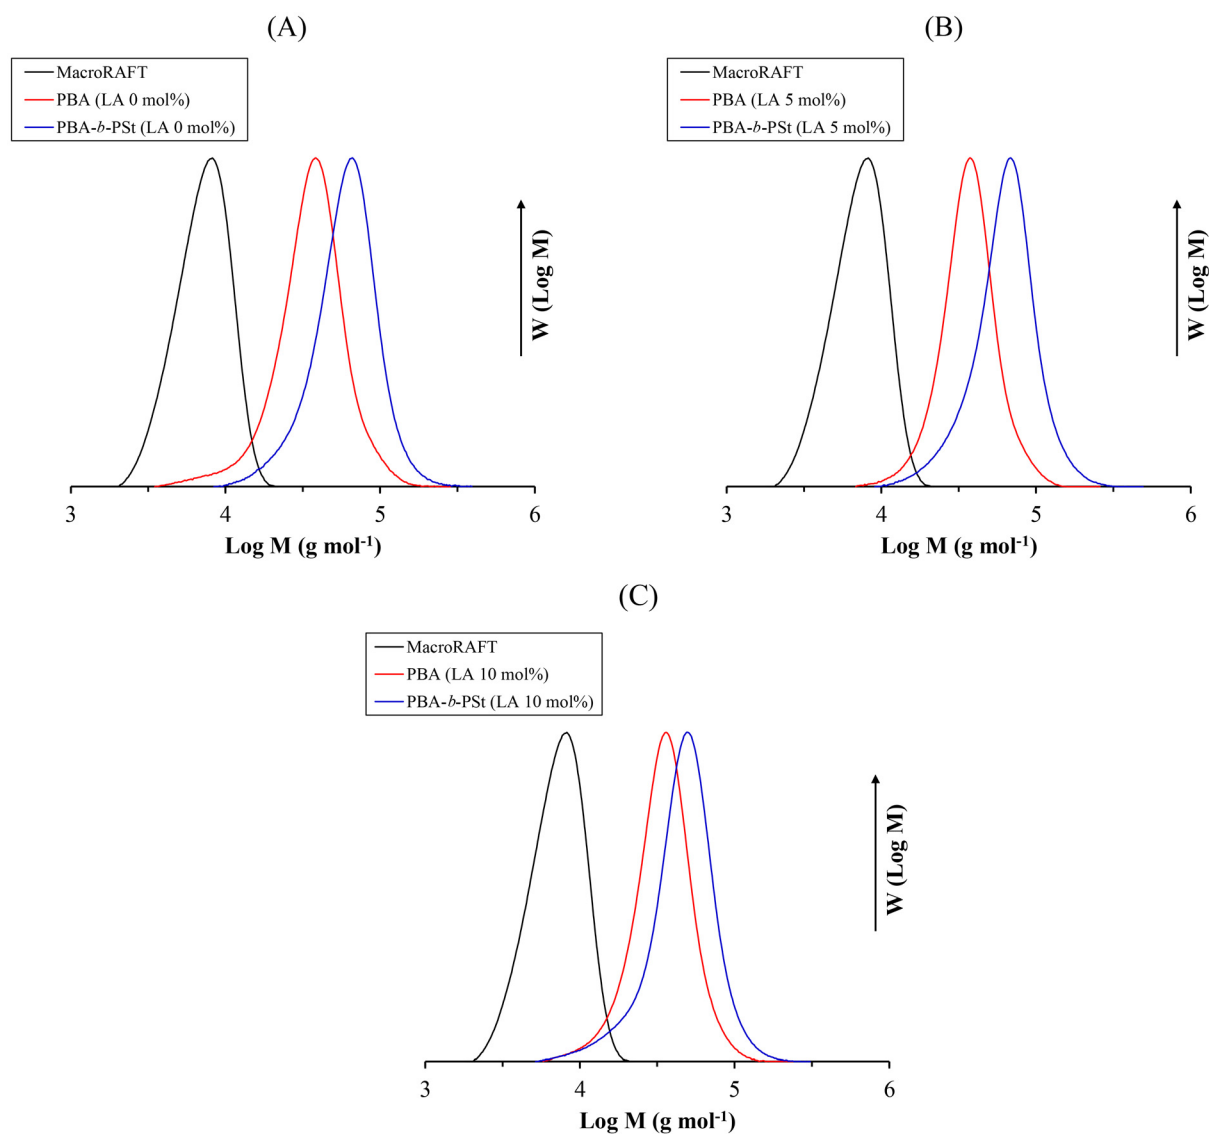 (A)
MacroRAFT
PBA (LA 0 mol%)
PBA-b-PSt (LA 0 mol%)
W (Log M)
3 4 5 6
Log M (g mol-1)
(B)
MacroRAFT
PBA (LA 5 mol%)
PBA-b-PSt (LA 5 mol%)
W (Log M)
3 4 5 6
Log M (g mol-1)
(C)
MacroRAFT
PBA (LA 10 mol%)
PBA-b-PSt (LA 10 mol%)
W (Log M)
3 4 5 6
Log M (g mol-1)